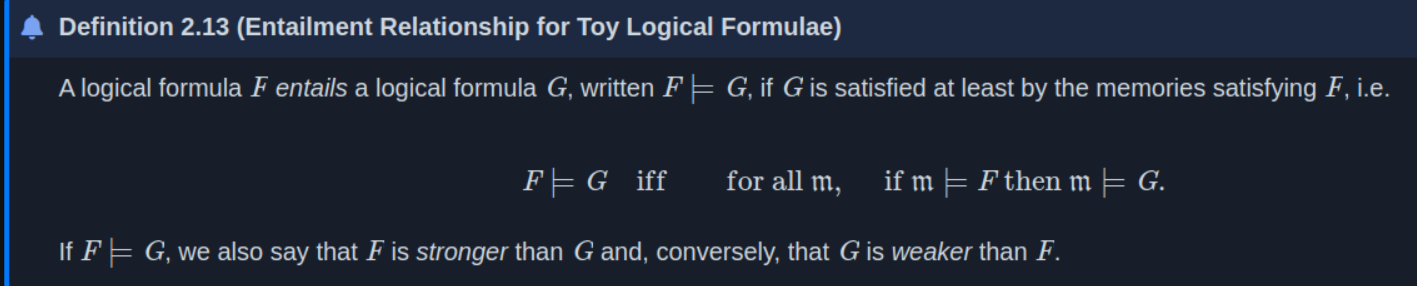 Definition 2.13 (Entailment Relationship for Toy Logical Formulae)
A logical formula F entails a logical formula G, written F ⊨ G, if G is satisfied at least by the memories satisfying F, i.e.
F ⊨ G iff for all 𝔪, if 𝔪 ⊨ F then 𝔪 ⊨ G.
If F ⊨ G, we also say that F is stronger than G and, conversely, that G is weaker than F.